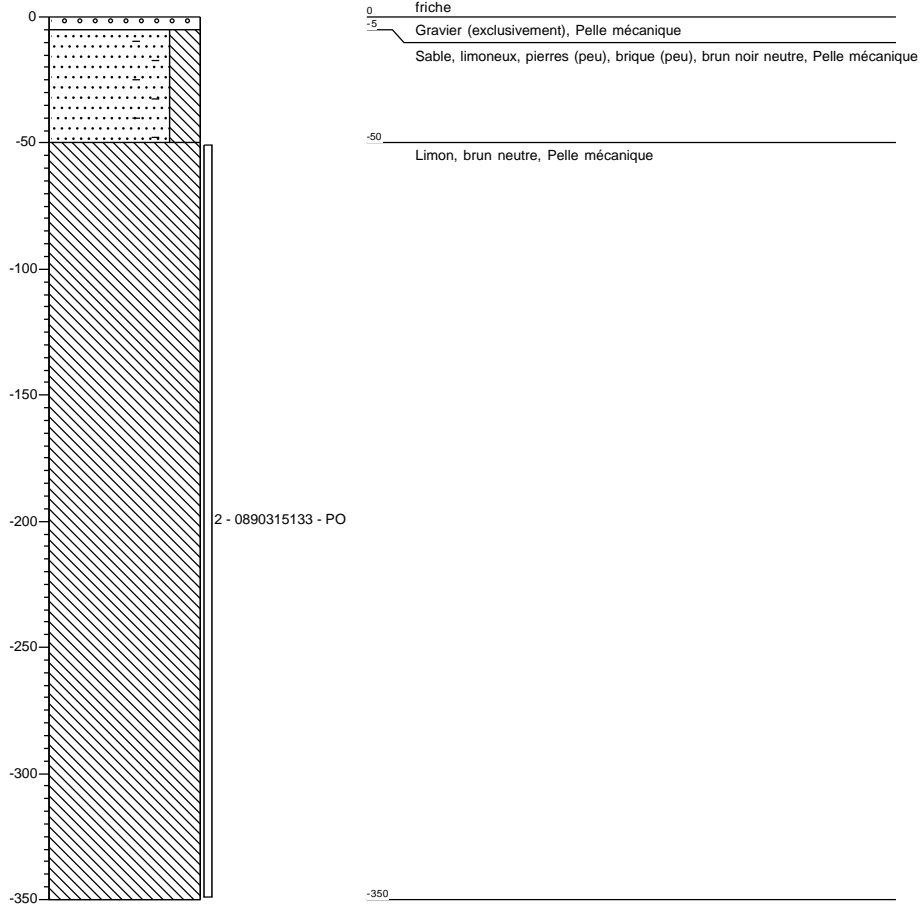 friche
0
0
-5
Gravier (exclusivement), Pelle mécanique
Sable, limoneux, pierres (peu), brique (peu), brun noir neutre, Pelle mécanique
-50
-50
Limon, brun neutre, Pelle mécanique
-100
-150
-200
2 - 0890315133 - PO
-250
-300
-350
-350